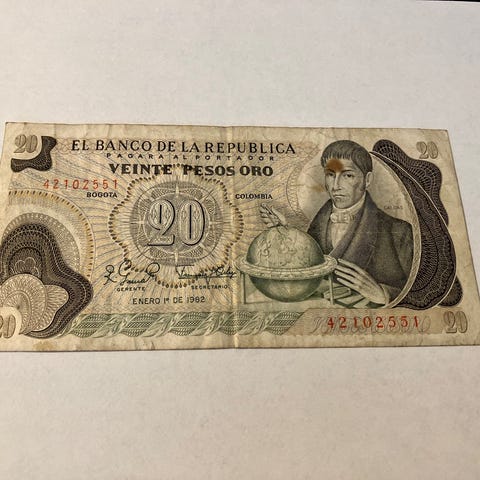 20
20
EL BANCO DE LA REPUBLICA
PAGARA AL PORTADOR
VEINTE PESOS ORO
42102551
BOGOTA
COLOMBIA
CALDAS
20
GERENTE
SECRETARIO
ENERO 1º DE 1982
20
42102551
20